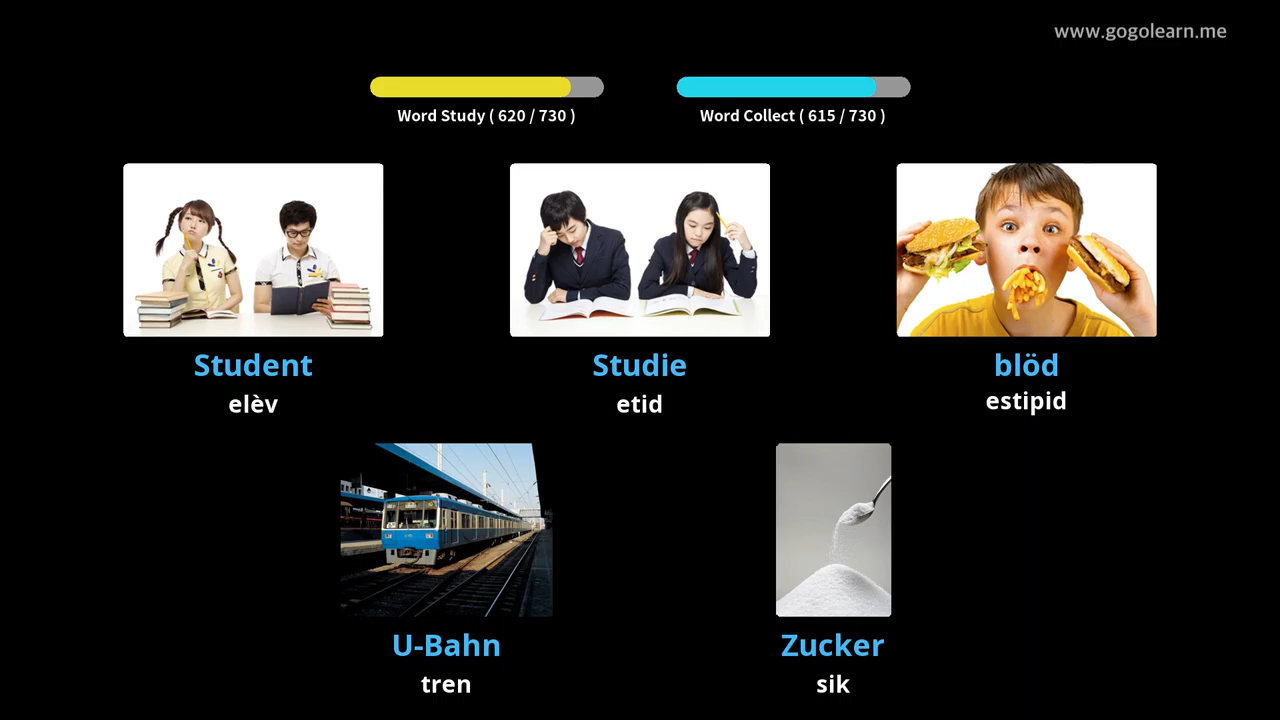 www.gogolearn.me
Word Study ( 620 / 730 )
Word Collect ( 615 / 730 )
Student
elèv
Studie
etid
blöd
estipid
U-Bahn
tren
Zucker
sik